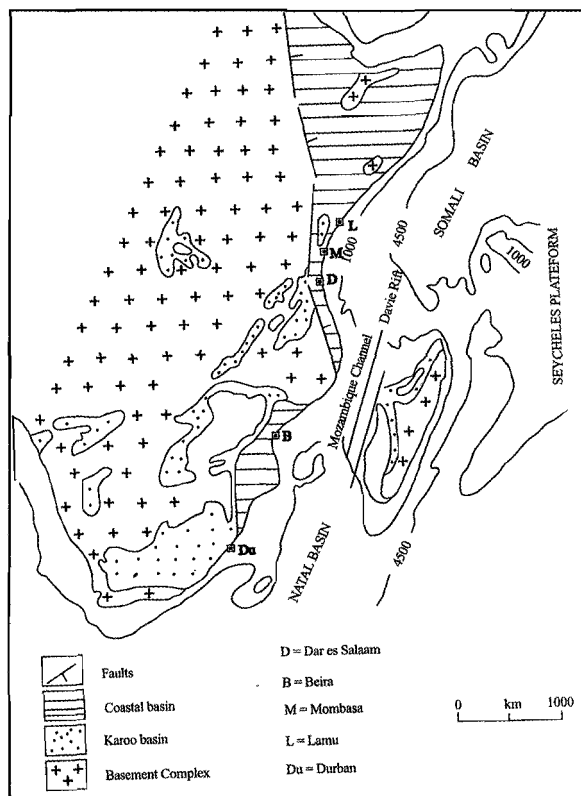 SOMALI BASIN
L
4500
1000
1000
M
D
Davie Rift
SEYCHELES PLATEFORM
Mozambique Channel
B
4500
Du
NATAL BASIN
D = Dar es Salaam
Faults
B = Beira
Coastal basin
M = Mombasa
0 km 1000
Karoo basin
L = Lamu
Basement Complex
Du = Durban